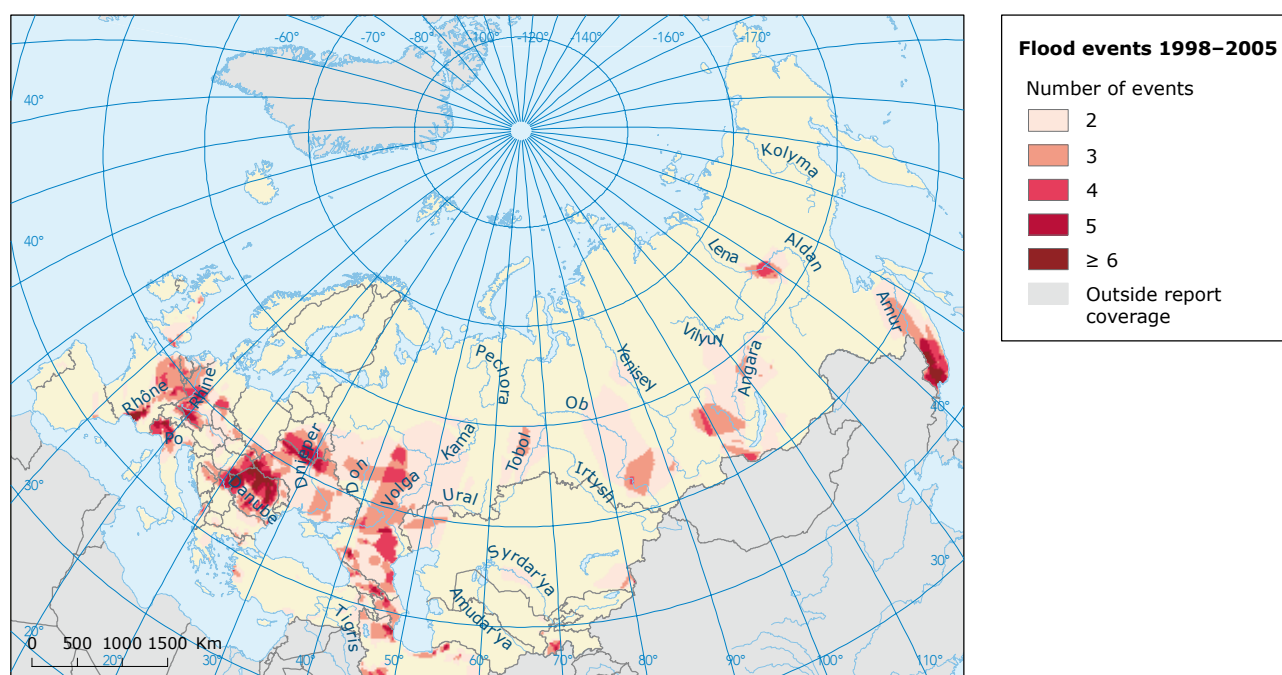 -60° -70° -80° -100° -120° -140° -160° -170°
40°
Kolyma
40°
Lena
Aldan
Amur
Vilyuy
Pechora
Yenisey
Angara
Rhône
Rhine
Ob
40°
Po
Dnieper
Don
Kama
Tobol
30°
Danube
Volga
Ural
Irtysh
Syrdar'ya
30°
Amudar'ya
Tigris
20°
0 500 1000 1500 Km
20° 30° 40° 50° 60° 70° 80° 90° 100° 110°
Flood events 1998–2005
Number of events
2
3
4
5
≥ 6
Outside report
coverage